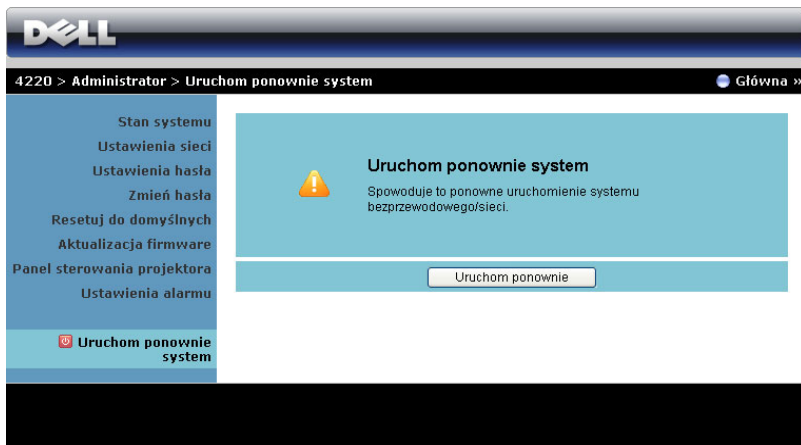 DELL
4220 > Administrator > Uruchom ponownie system
Główna »
Stan systemu
Ustawienia sieci
Ustawienia hasła
Zmień hasła
Resetuj do domyślnych
Aktualizacja firmware
Panel sterowania projektora
Ustawienia alarmu
Uruchom ponownie
system
Uruchom ponownie system
Spowoduje to ponowne uruchomienie systemu
bezprzewodowego/sieci.
Uruchom ponownie